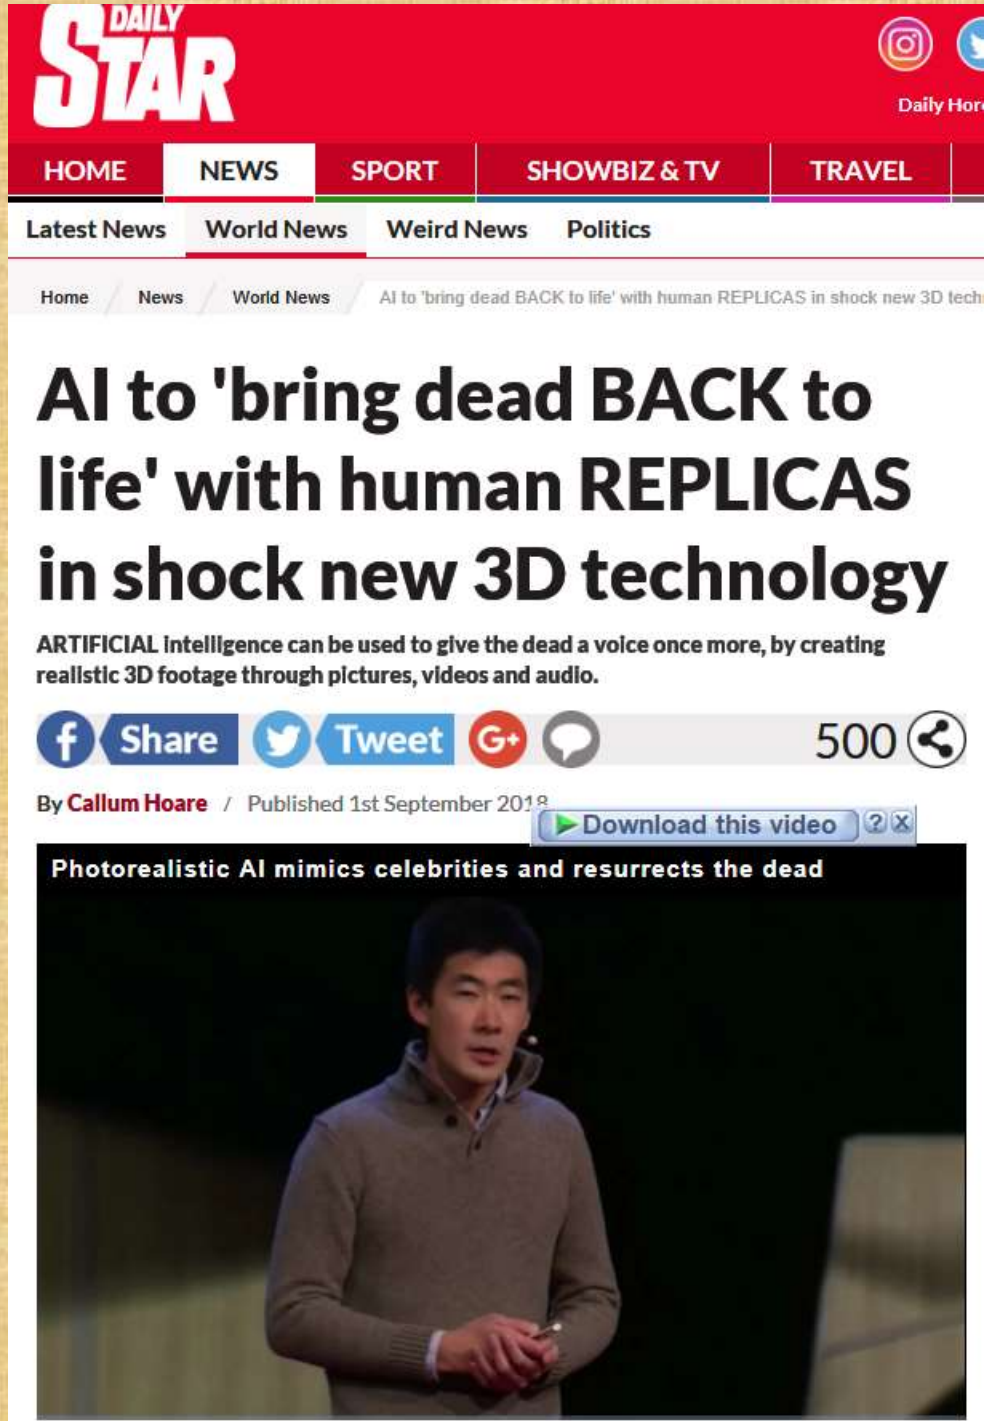 DAILY
STAR
Daily Horo
HOME NEWS SPORT SHOWBIZ & TV TRAVEL
Latest News World News Weird News Politics
Home News World News AI to 'bring dead BACK to life' with human REPLICAS in shock new 3D tech
AI to 'bring dead BACK to
life' with human REPLICAS
in shock new 3D technology
ARTIFICIAL intelligence can be used to give the dead a voice once more, by creating
realistic 3D footage through pictures, videos and audio.
f Share Tweet G+ 500
By Callum Hoare / Published 1st September 2018
Download this video ? X
Photorealistic AI mimics celebrities and resurrects the dead